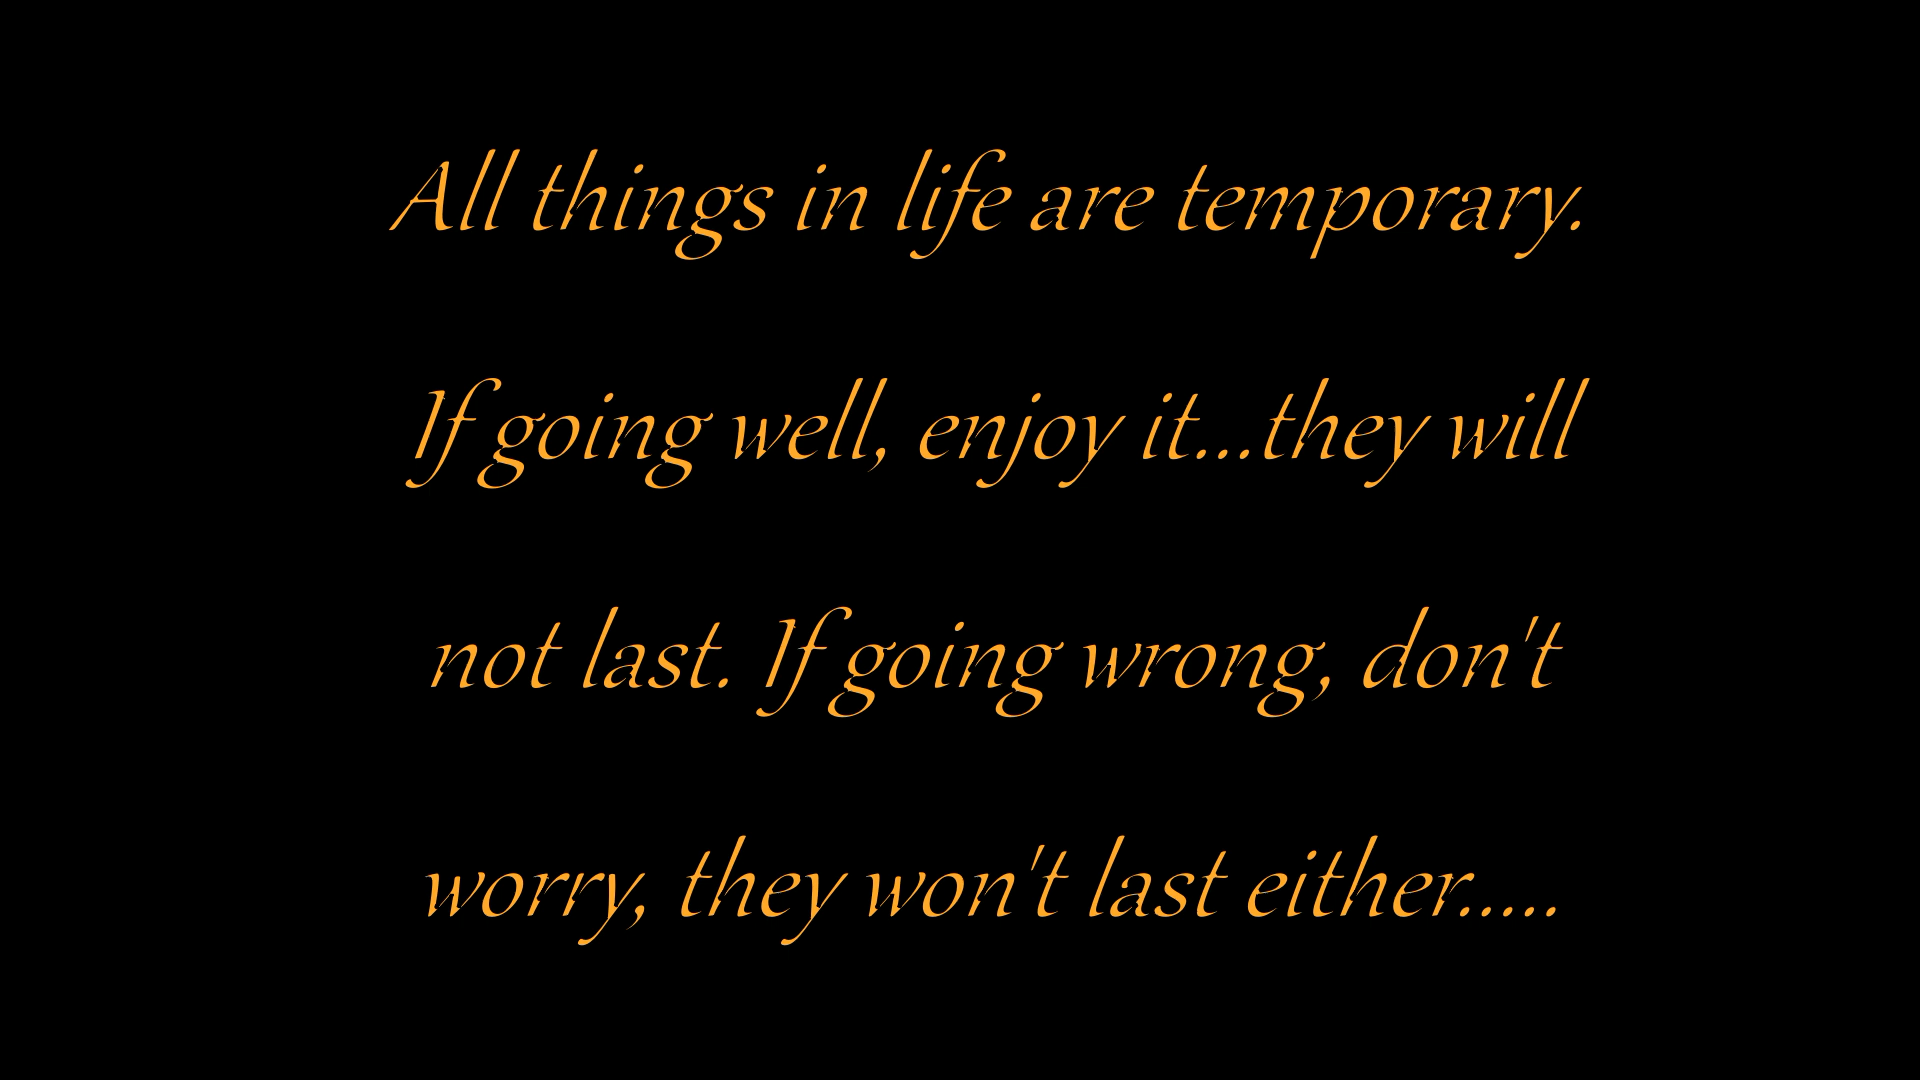 All things in life are temporary.
If going well, enjoy it...they will
not last. If going wrong, don't
worry, they won't last either.....